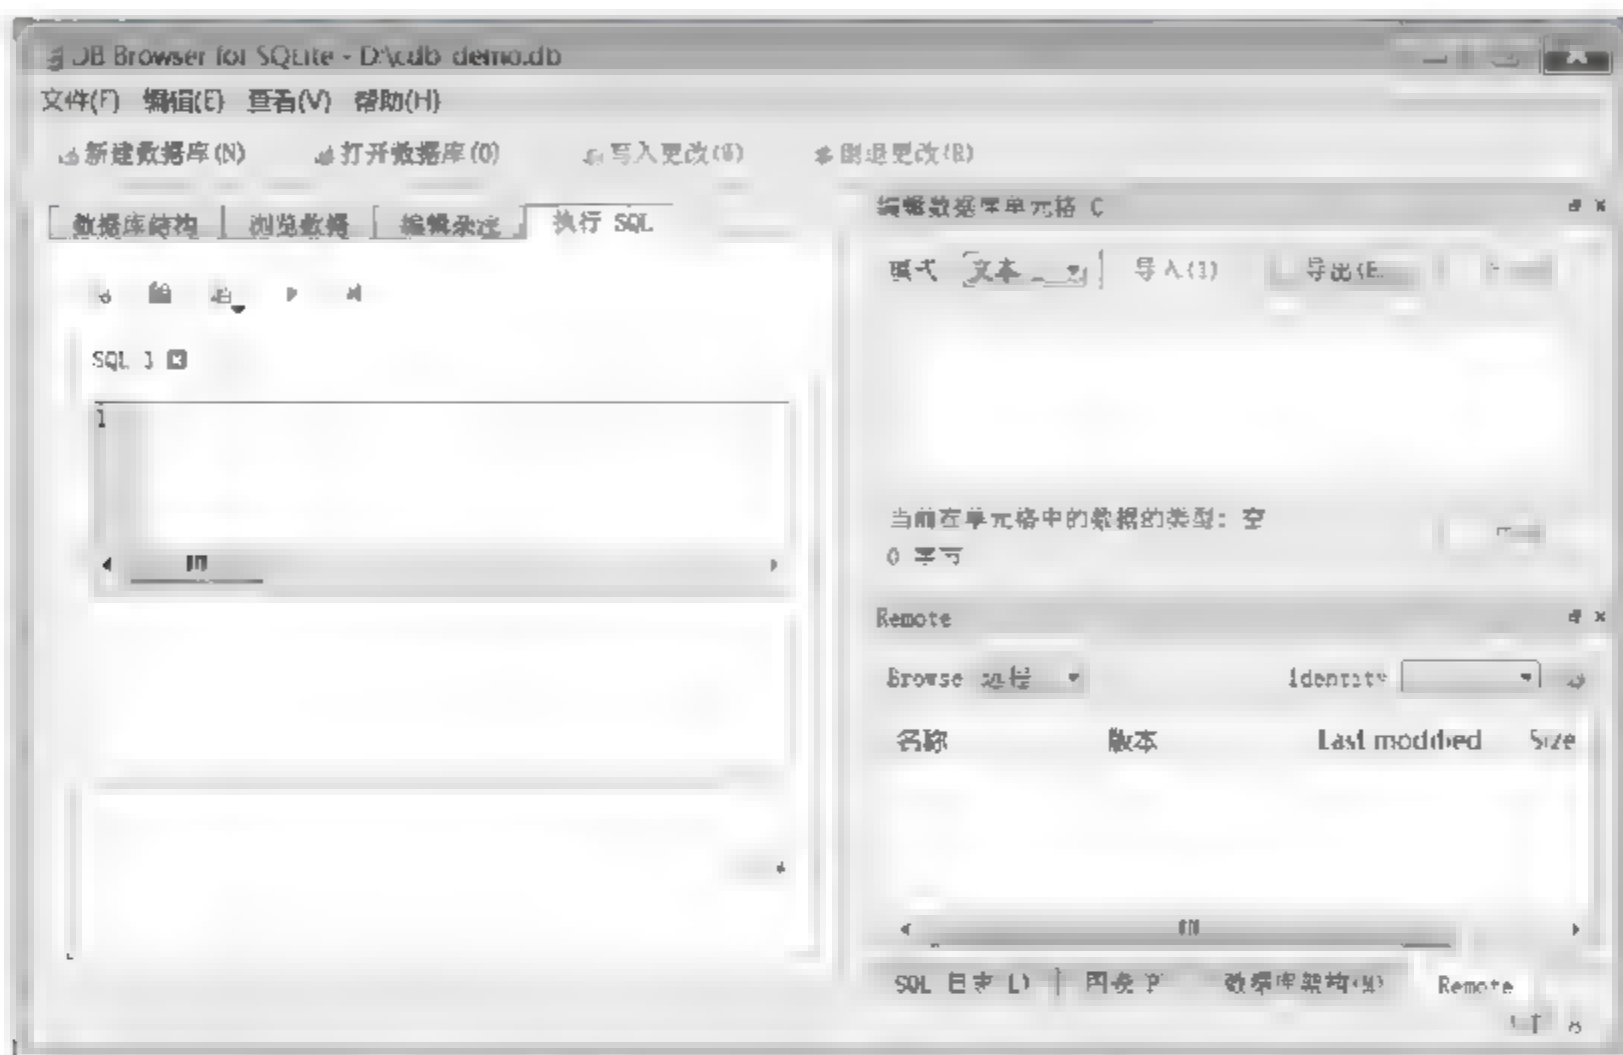 DB Browser for SQLite - D:\cdb demo.db
文件(F) 编辑(E) 查看(V) 帮助(H)
新建数据库(N) 打开数据库(O) 写入更改(W) 倒退更改(R)
数据库结构 浏览数据 编辑杂注 执行 SQL
SQL 1
1
编辑数据库单元格 C
模式 文本 导入(I) 导出(E
当前在单元格中的数据的类型: 空
0 字节
Remote
Browse 远程 Identity
名称 版本 Last modified Size
SQL 日志 L) 图表 P 数据库架构(M) Remote